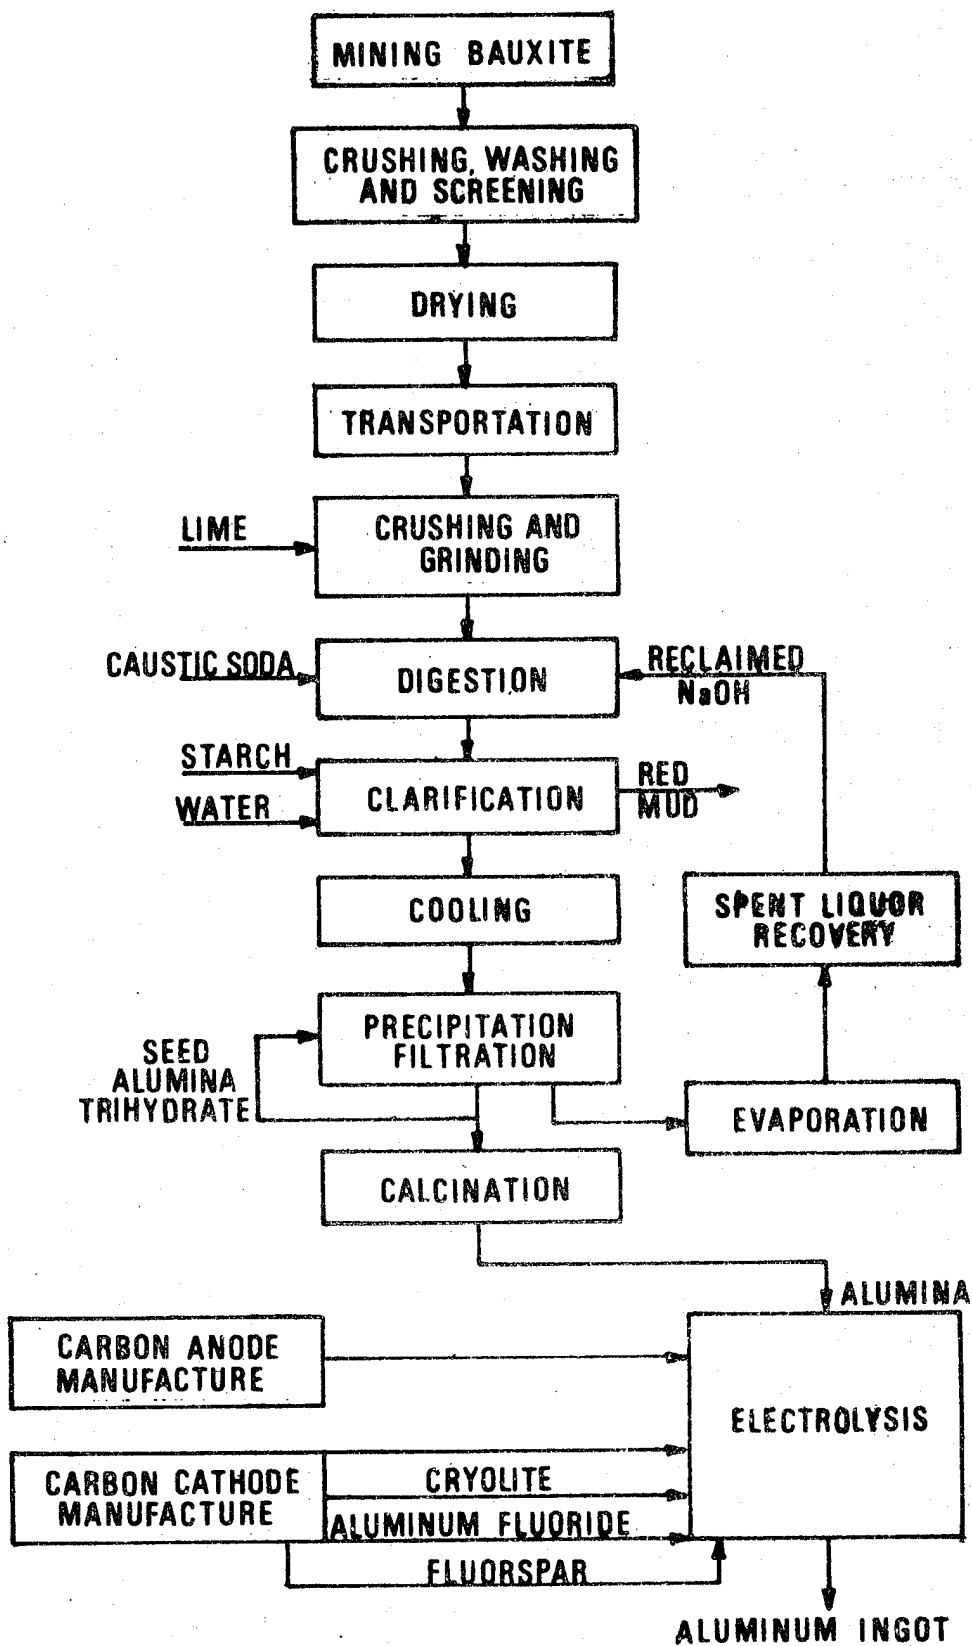 MINING BAUXITE
CRUSHING, WASHING
AND SCREENING
DRYING
TRANSPORTATION
LIME
CRUSHING AND
GRINDING
CAUSTIC SODA
DIGESTION
RECLAIMED
NaOH
STARCH
WATER
CLARIFICATION
RED
MUD
COOLING
SPENT LIQUOR
RECOVERY
PRECIPITATION
FILTRATION
SEED
ALUMINA
TRIHYDRATE
EVAPORATION
CALCINATION
ALUMINA
CARBON ANODE
MANUFACTURE
ELECTROLYSIS
CARBON CATHODE
MANUFACTURE
CRYOLITE
ALUMINUM FLUORIDE
FLUORSPAR
ALUMINUM INGOT